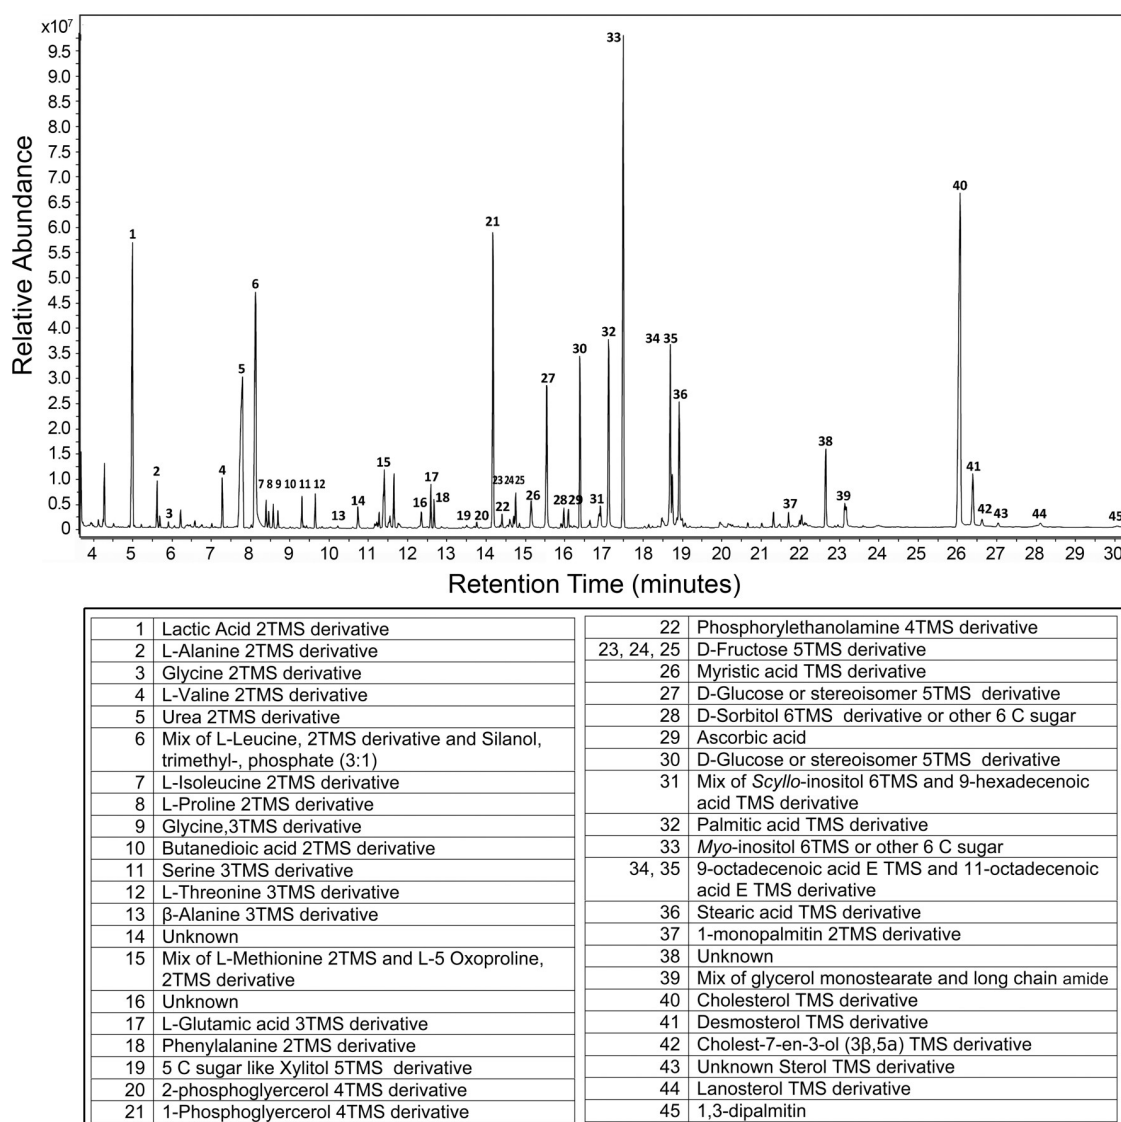 x10⁷
9.5
9.0
8.5
8.0
7.5
7.0
6.5
6.0
5.5
5.0
4.5
4.0
3.5
3.0
2.5
2.0
1.5
1.0
0.5
0
Relative Abundance
1 2 3 4 5 6 7 8 9 10 11 12 13 14 15 16 17 18 19 20 21 22 23 24 25 26 27 28 29 30 31 32 33 34 35 36 37 38 39 40 41 42 43 44 45
4 5 6 7 8 9 10 11 12 13 14 15 16 17 18 19 20 21 22 23 24 25 26 27 28 29 30
Retention Time (minutes)
1 Lactic Acid 2TMS derivative
2 L-Alanine 2TMS derivative
3 Glycine 2TMS derivative
4 L-Valine 2TMS derivative
5 Urea 2TMS derivative
6 Mix of L-Leucine, 2TMS derivative and Silanol,
trimethyl-, phosphate (3:1)
7 L-Isoleucine 2TMS derivative
8 L-Proline 2TMS derivative
9 Glycine,3TMS derivative
10 Butanedioic acid 2TMS derivative
11 Serine 3TMS derivative
12 L-Threonine 3TMS derivative
13 β-Alanine 3TMS derivative
14 Unknown
15 Mix of L-Methionine 2TMS and L-5 Oxoproline,
2TMS derivative
16 Unknown
17 L-Glutamic acid 3TMS derivative
18 Phenylalanine 2TMS derivative
19 5 C sugar like Xylitol 5TMS derivative
20 2-phosphoglyercerol 4TMS derivative
21 1-Phosphoglyercerol 4TMS derivative
22 Phosphorylethanolamine 4TMS derivative
23, 24, 25 D-Fructose 5TMS derivative
26 Myristic acid TMS derivative
27 D-Glucose or stereoisomer 5TMS derivative
28 D-Sorbitol 6TMS derivative or other 6 C sugar
29 Ascorbic acid
30 D-Glucose or stereoisomer 5TMS derivative
31 Mix of Scyllo-inositol 6TMS and 9-hexadecenoic
acid TMS derivative
32 Palmitic acid TMS derivative
33 Myo-inositol 6TMS or other 6 C sugar
34, 35 9-octadecenoic acid E TMS and 11-octadecenoic
acid E TMS derivative
36 Stearic acid TMS derivative
37 1-monopalmitin 2TMS derivative
38 Unknown
39 Mix of glycerol monostearate and long chain amide
40 Cholesterol TMS derivative
41 Desmosterol TMS derivative
42 Cholest-7-en-3-ol (3β,5a) TMS derivative
43 Unknown Sterol TMS derivative
44 Lanosterol TMS derivative
45 1,3-dipalmitin